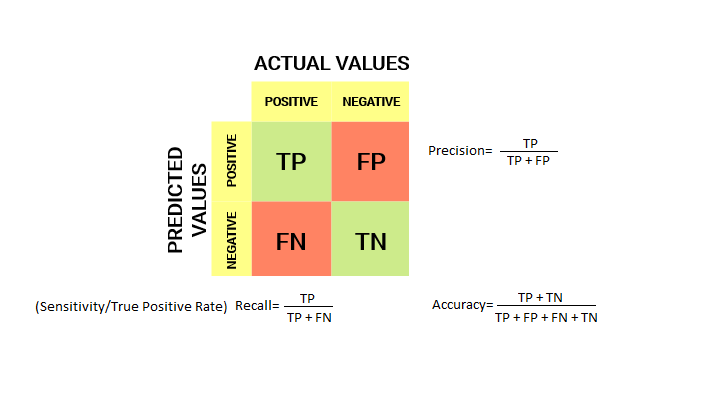 ACTUAL VALUES
POSITIVE NEGATIVE
PREDICTED
VALUES
POSITIVE
TP FP
Precision= TP
TP + FP
NEGATIVE
FN TN
(Sensitivity/True Positive Rate) Recall= TP
TP + FN
Accuracy= TP + TN
TP + FP + FN + TN